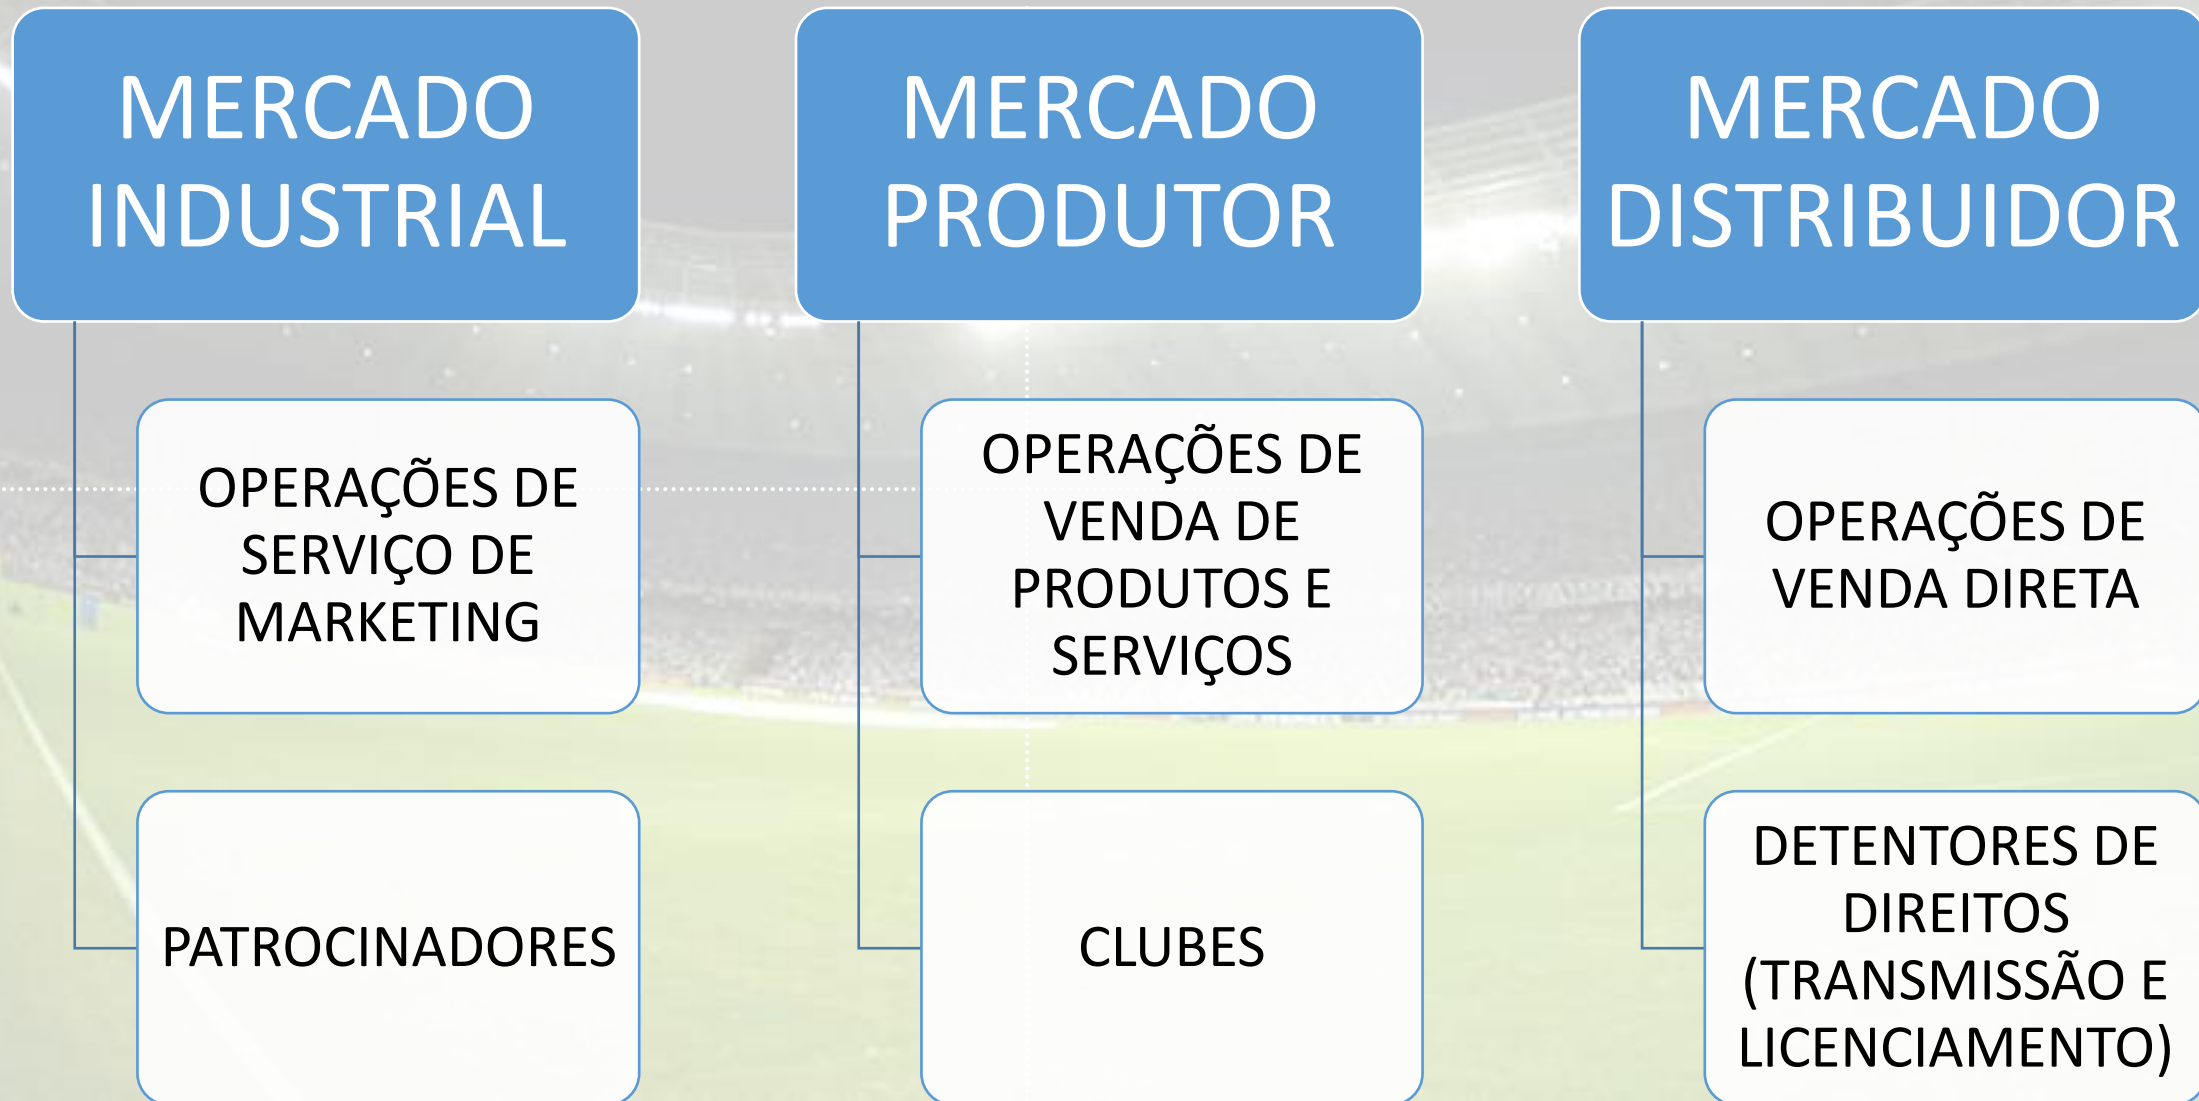 MERCADO
INDUSTRIAL
OPERAÇÕES DE
SERVIÇO DE
MARKETING
PATROCINADORES
MERCADO
PRODUTOR
OPERAÇÕES DE
VENDA DE
PRODUTOS E
SERVIÇOS
CLUBES
MERCADO
DISTRIBUIDOR
OPERAÇÕES DE
VENDA DIRETA
DETENTORES DE
DIREITOS
(TRANSMISSÃO E
LICENCIAMENTO)